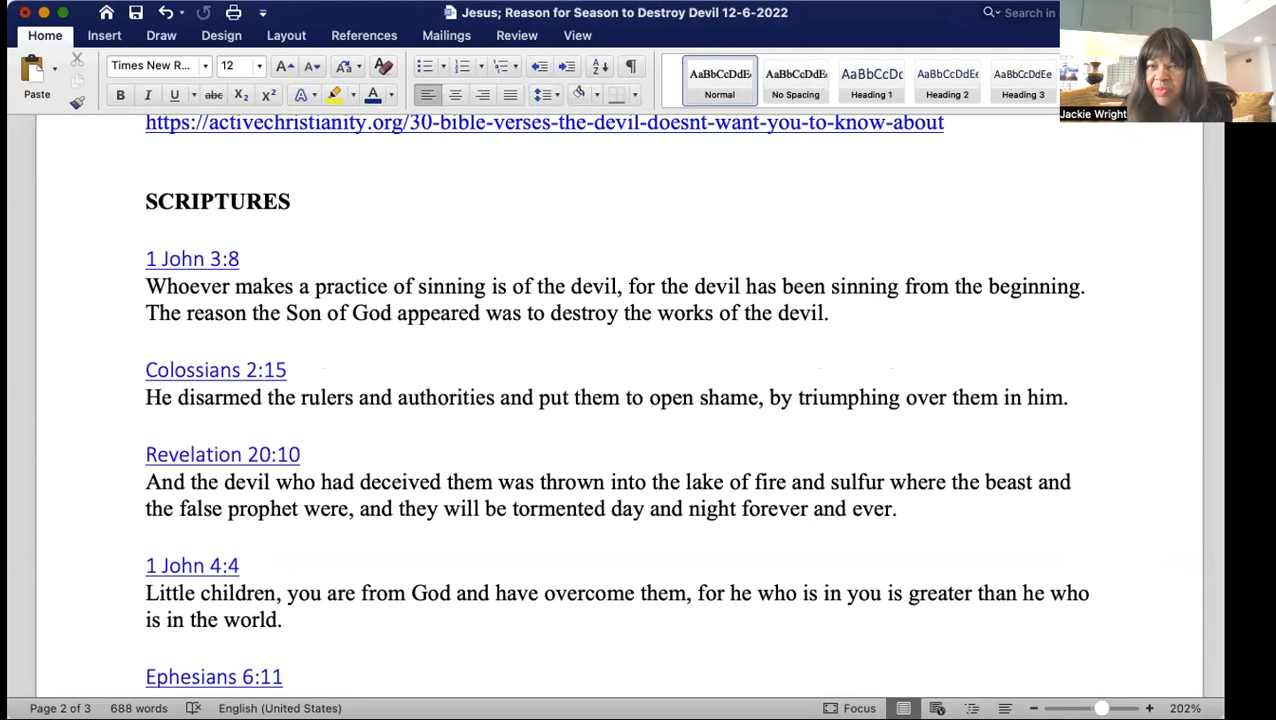 Jesus; Reason for Season to Destroy Devil 12-6-2022
Search in
Home Insert Draw Design Layout References Mailings Review View
Paste
Times New R... 12
AaBbCcDdEe Normal
AaBbCcDdEe No Spacing
AaBbCcDc Heading 1
AaBbCcDdEe Heading 2
AaBbCcDdEe Heading 3
Jackie Wright
https://activechristianity.org/30-bible-verses-the-devil-doesnt-want-you-to-know-about
SCRIPTURES
1 John 3:8
Whoever makes a practice of sinning is of the devil, for the devil has been sinning from the beginning.
The reason the Son of God appeared was to destroy the works of the devil.
Colossians 2:15
He disarmed the rulers and authorities and put them to open shame, by triumphing over them in him.
Revelation 20:10
And the devil who had deceived them was thrown into the lake of fire and sulfur where the beast and
the false prophet were, and they will be tormented day and night forever and ever.
1 John 4:4
Little children, you are from God and have overcome them, for he who is in you is greater than he who
is in the world.
Ephesians 6:11
Page 2 of 3 688 words English (United States) Focus 202%